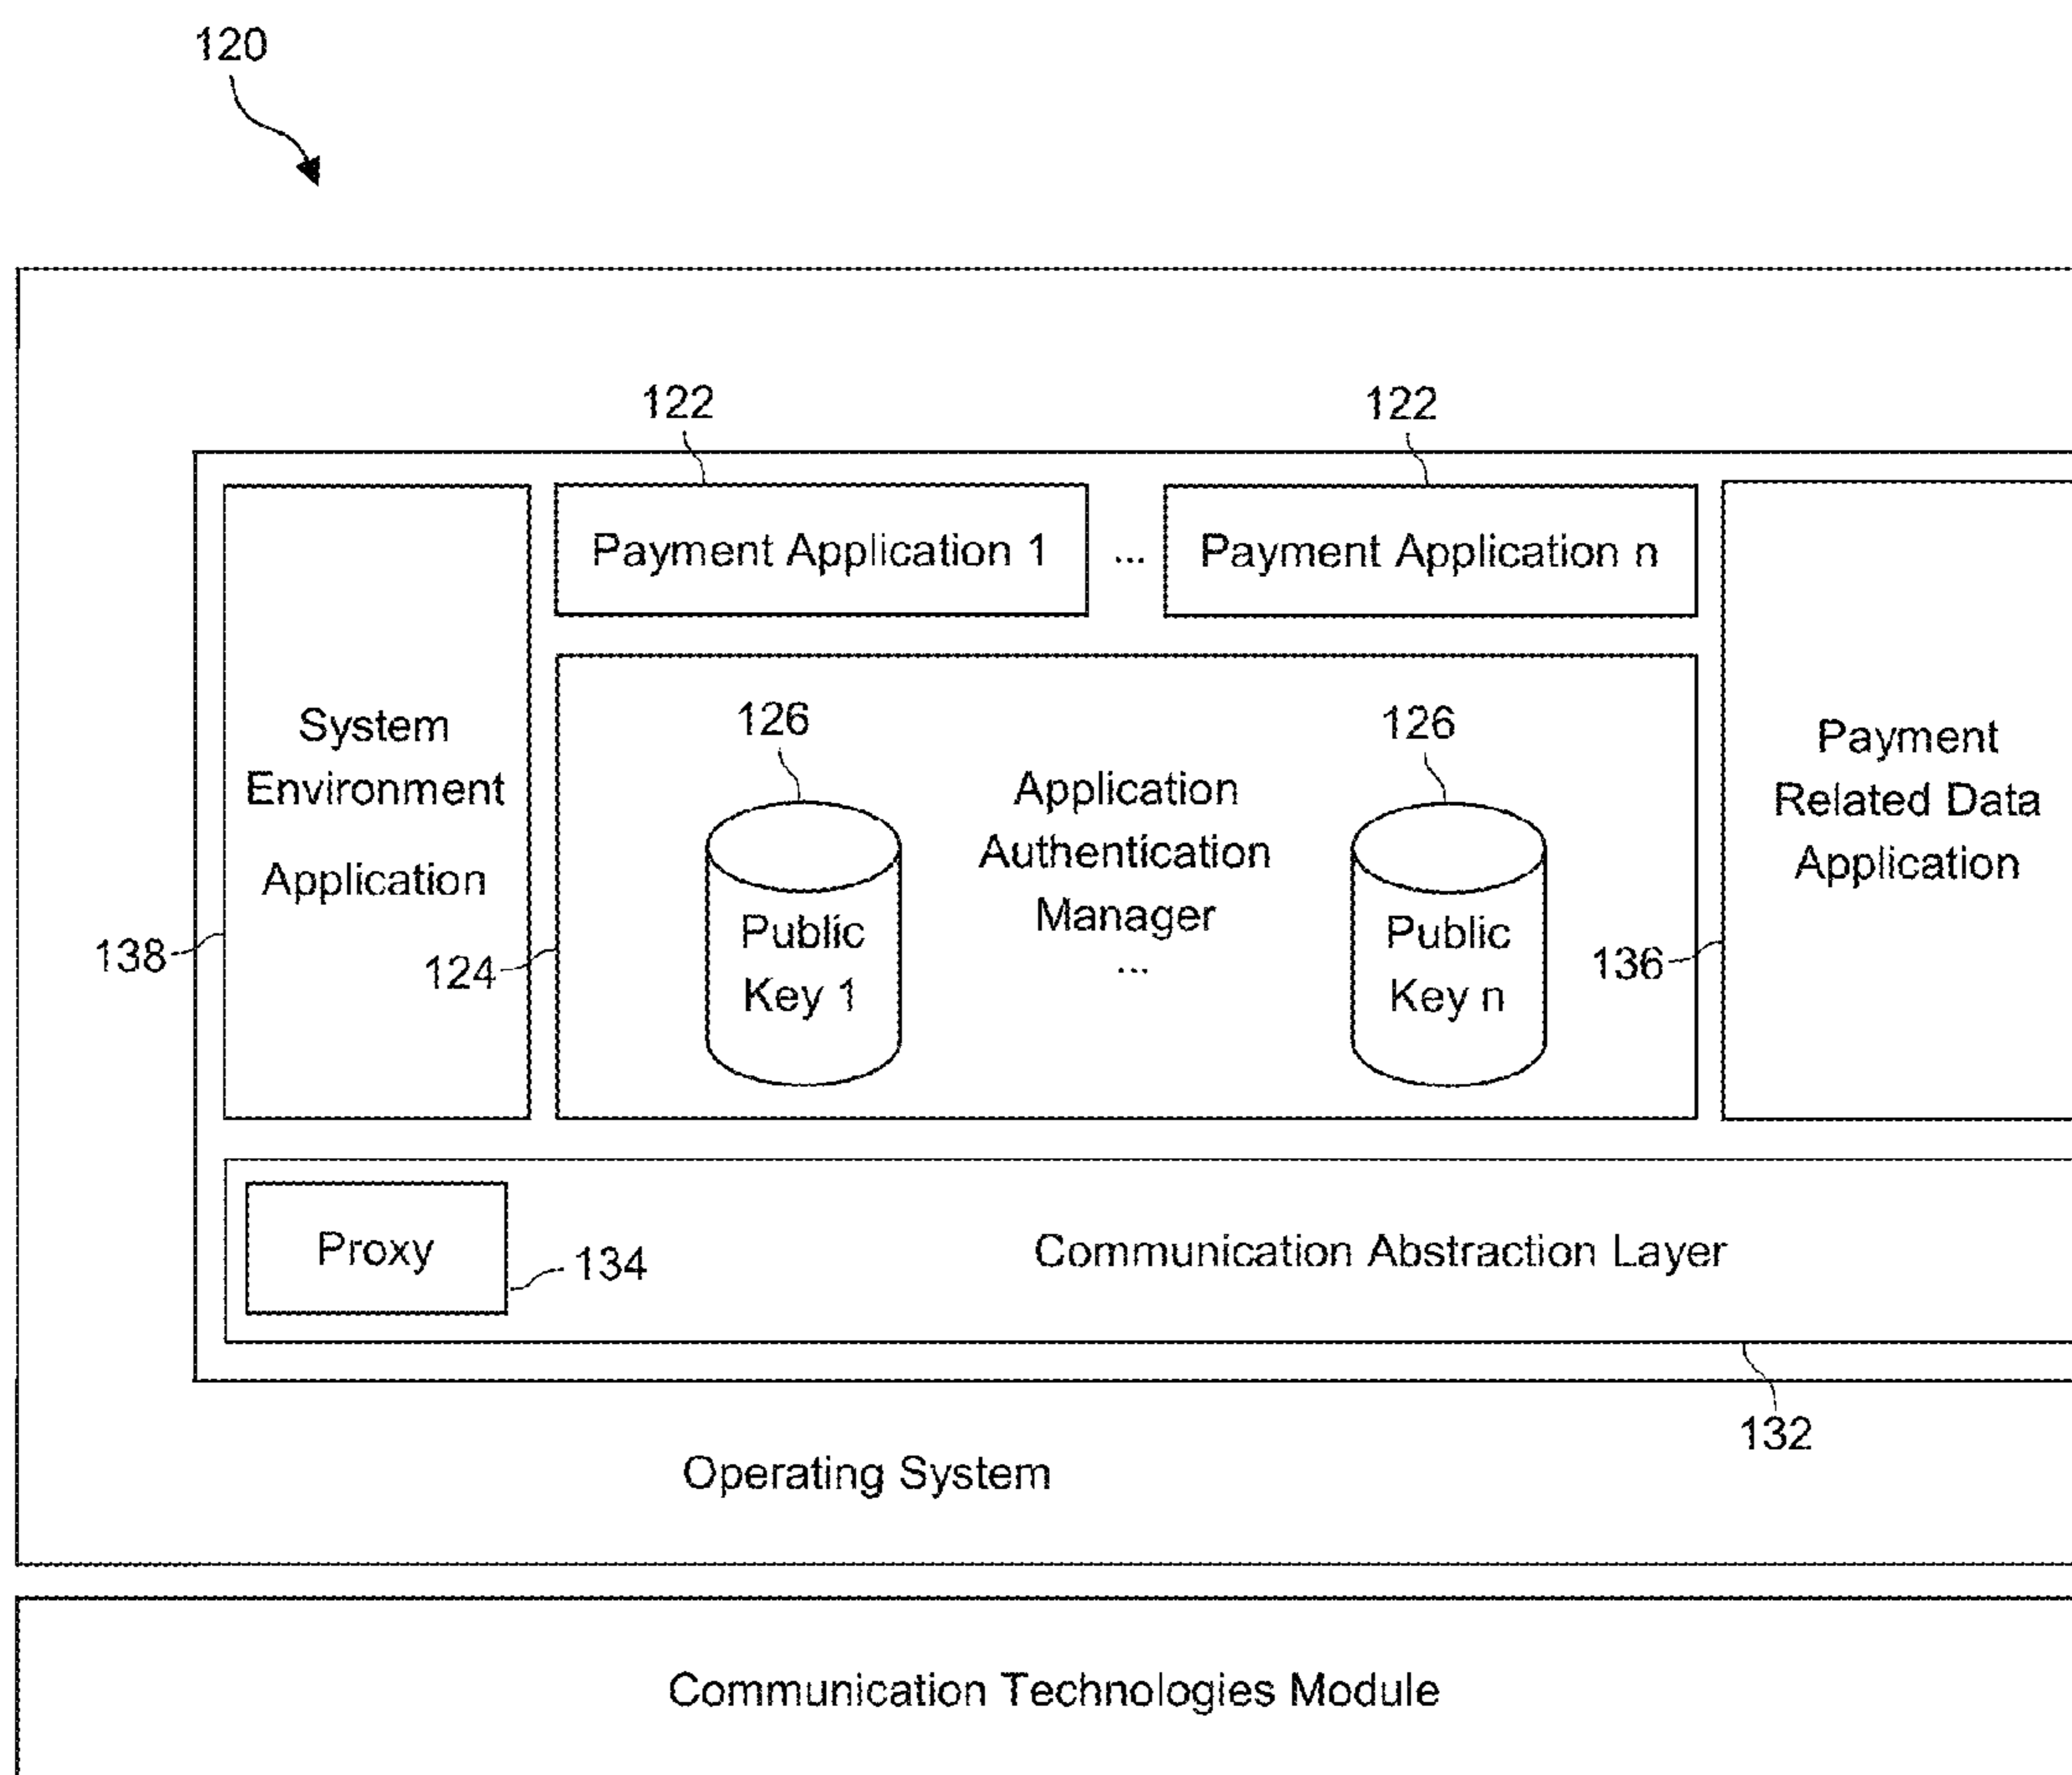 120
122
122
Payment Application 1
...
Payment Application n
System
Environment
Application
126
126
Application
Authentication
Manager
...
Public
Key 1
Public
Key n
Payment
Related Data
Application
138
124
136
Proxy
134
Communication Abstraction Layer
132
Operating System
Communication Technologies Module